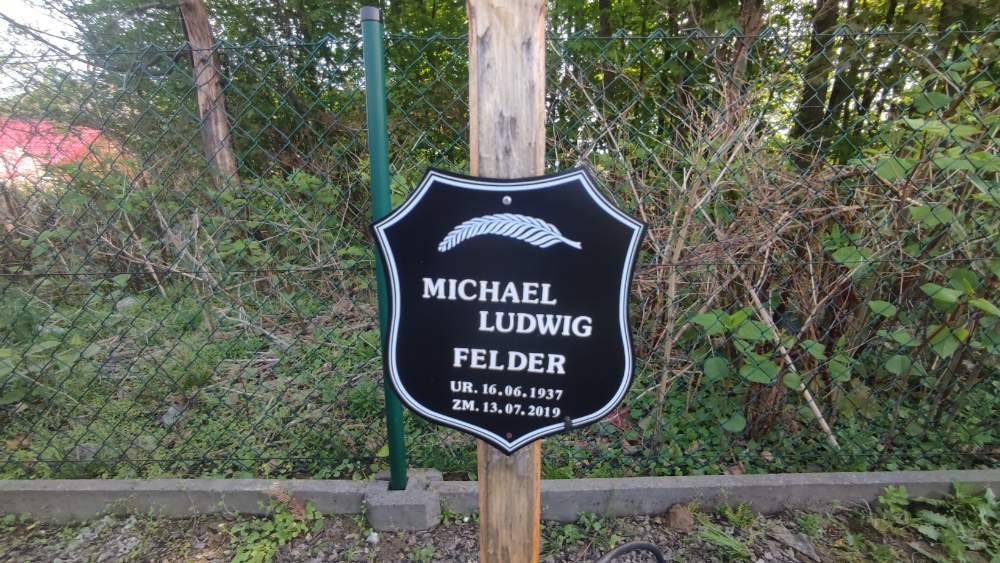 MICHAEL
LUDWIG
FELDER
UR. 16.06.1937
ZM. 13.07.2019